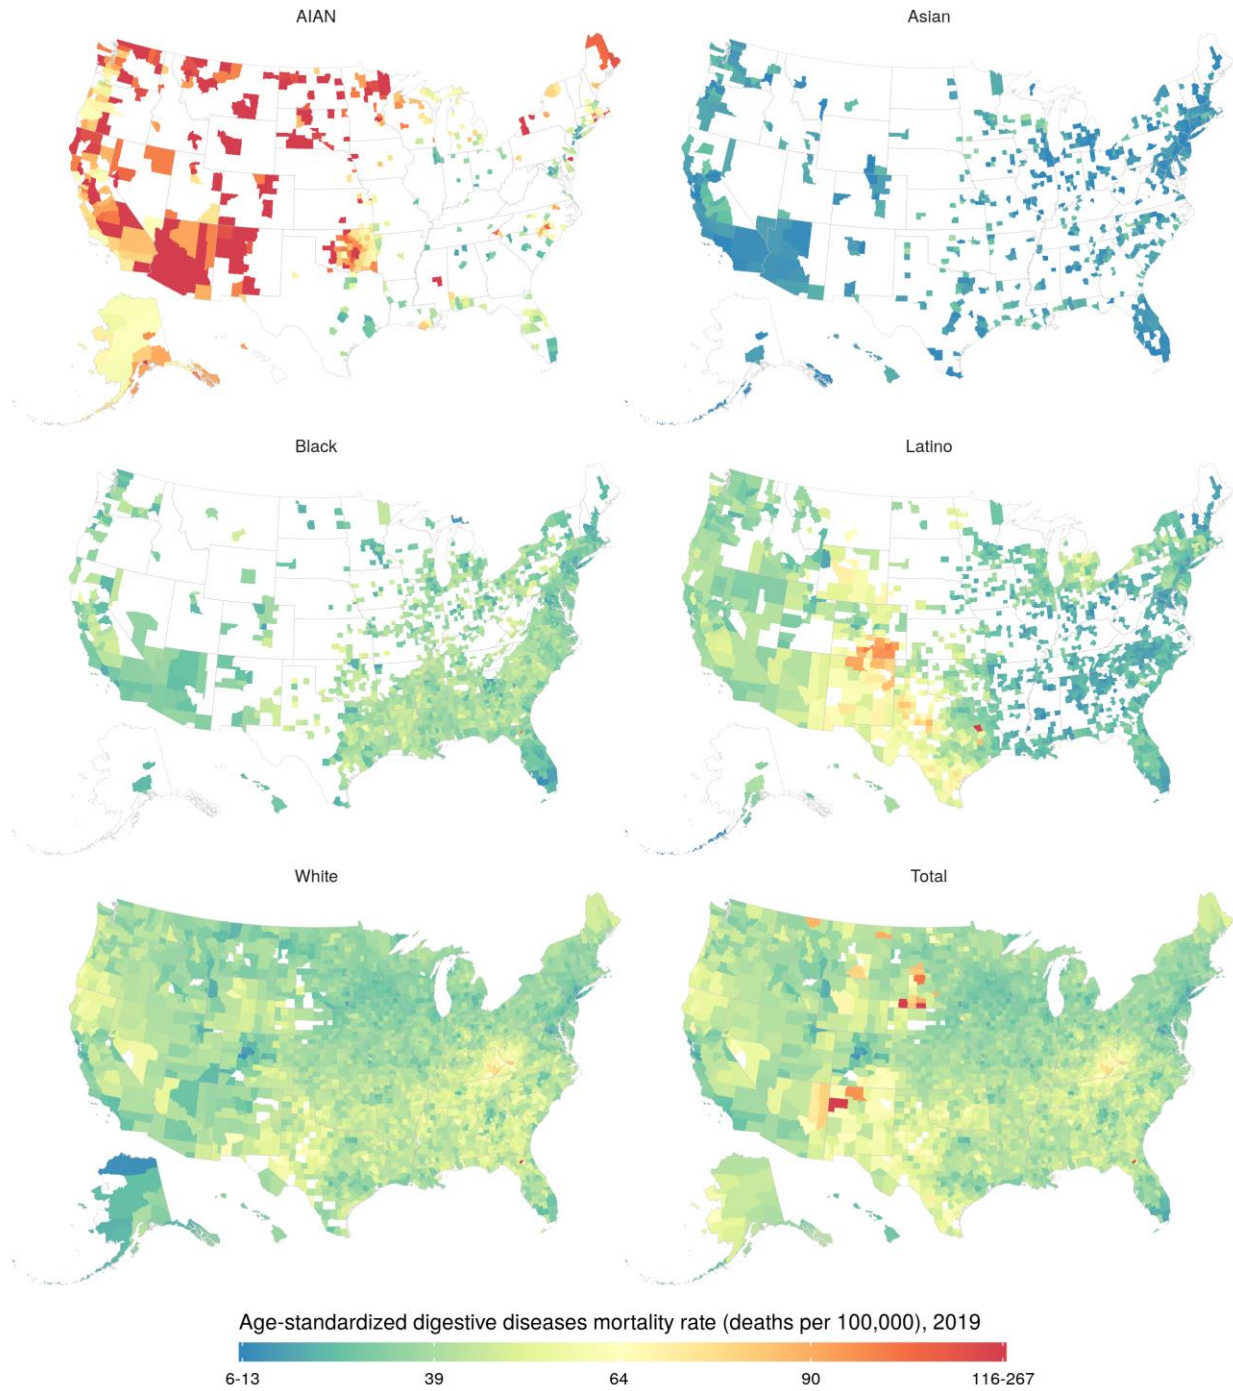 AIAN
Asian
Black
Latino
White
Total
Age-standardized digestive diseases mortality rate (deaths per 100,000), 2019
6-13 39 64 90 116-267